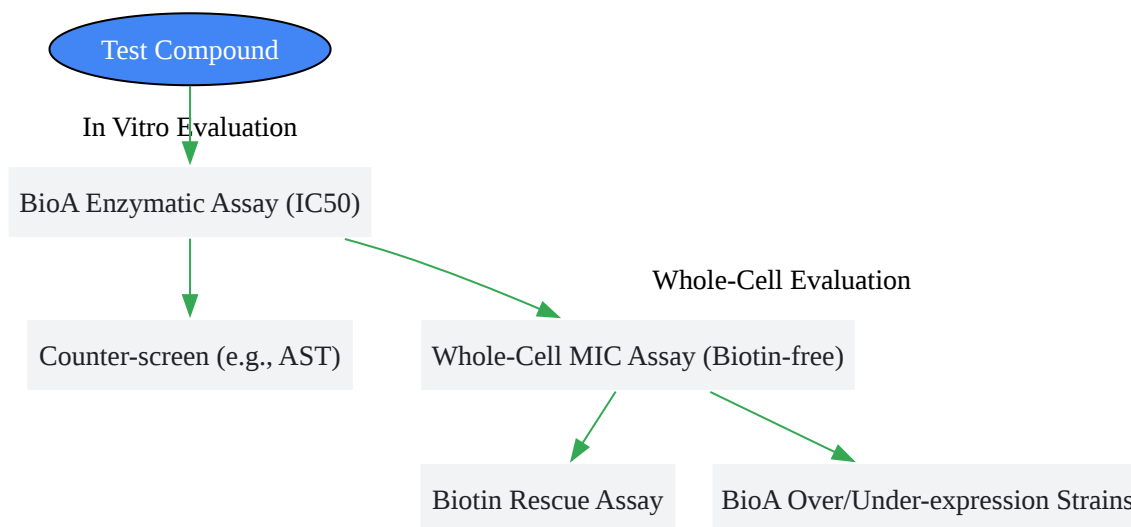 Test Compound
In Vitro Evaluation
BioA Enzymatic Assay (IC50)
Whole-Cell Evaluation
Counter-screen (e.g., AST)
Whole-Cell MIC Assay (Biotin-free)
Biotin Rescue Assay
BioA Over/Under-expression Strains